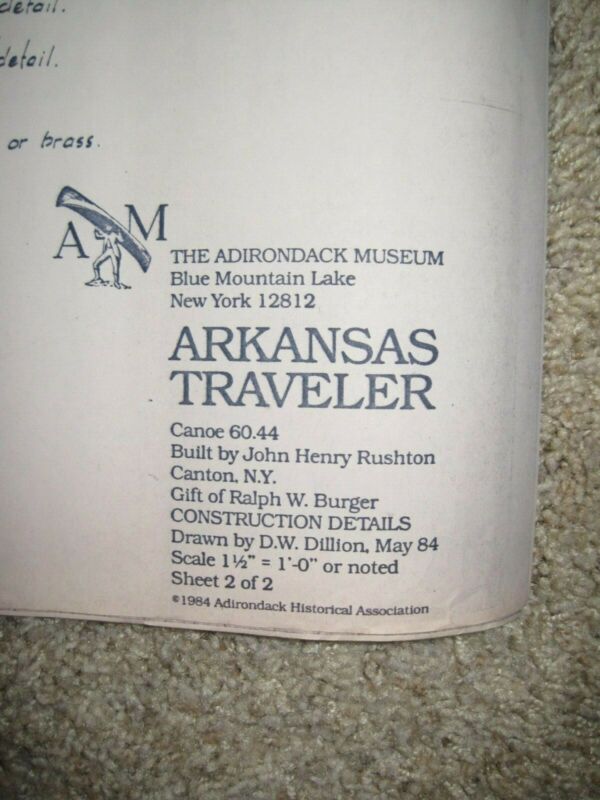 detail.
detail.
or brass.
A M
THE ADIRONDACK MUSEUM
Blue Mountain Lake
New York 12812
ARKANSAS
TRAVELER
Canoe 60.44
Built by John Henry Rushton
Canton, N.Y.
Gift of Ralph W. Burger
CONSTRUCTION DETAILS
Drawn by D.W. Dillion, May 84
Scale 1½" = 1'-0" or noted
Sheet 2 of 2
©1984 Adirondack Historical Association